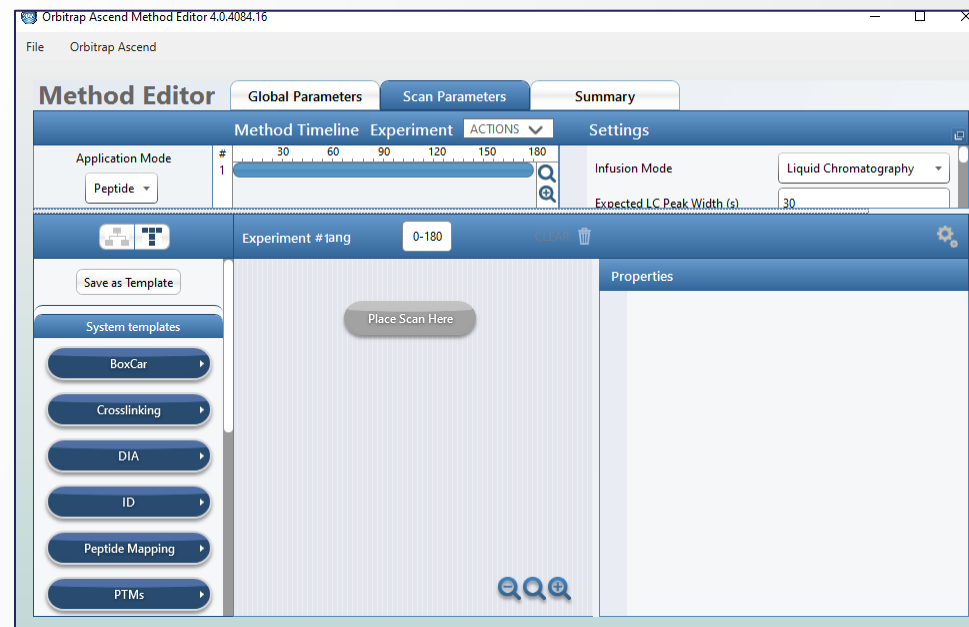 Orbitrap Ascend Method Editor 4.0.4084.16
File Orbitrap Ascend
Method Editor Global Parameters Scan Parameters Summary
Method Timeline Experiment ACTIONS Settings
Application Mode
Peptide
# 30 60 90 120 150 180
1
Infusion Mode Liquid Chromatography
Expected LC Peak Width (s) 30
Experiment #1ang 0-180 CLEAR
Save as Template
System templates
BoxCar
Crosslinking
DIA
ID
Peptide Mapping
PTMs
Place Scan Here
Properties